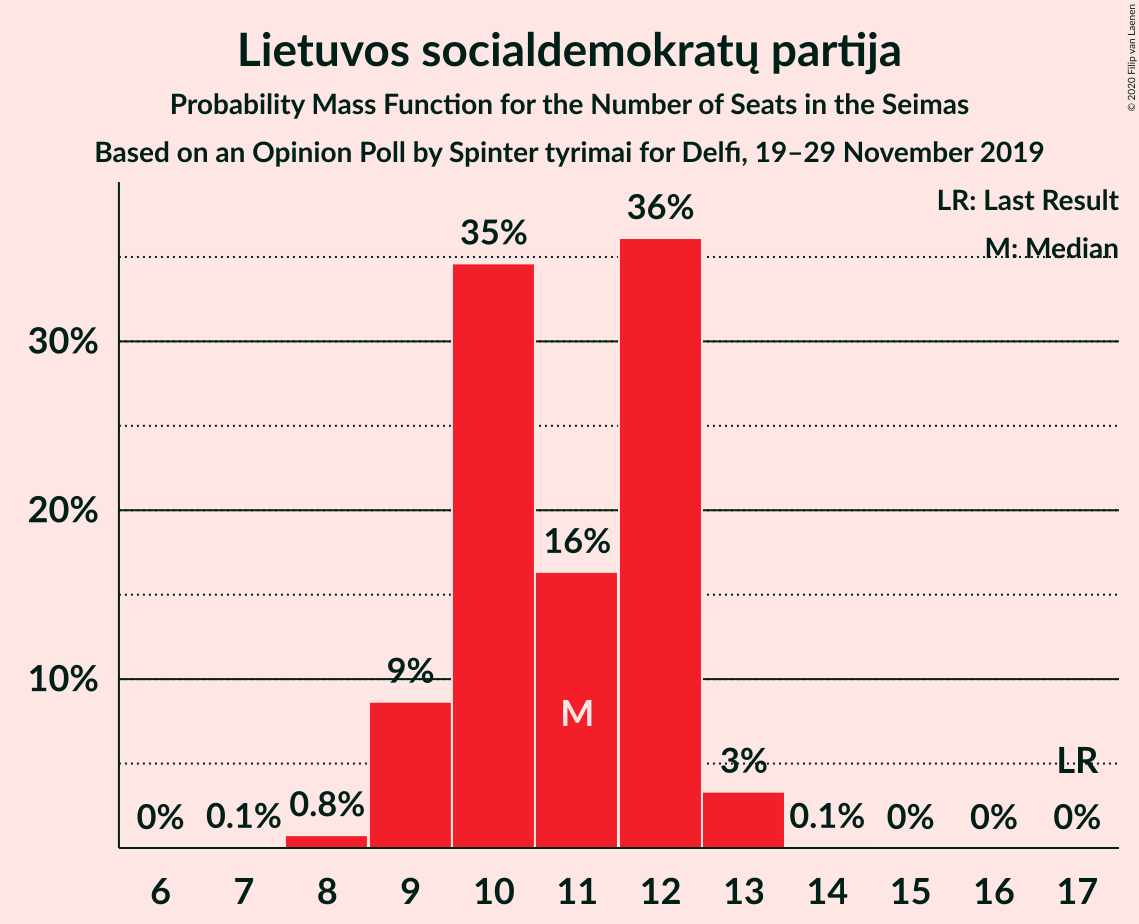 Lietuvos socialdemokratų partija
Probability Mass Function for the Number of Seats in the Seimas
Based on an Opinion Poll by Spinter tyrimai for Delfi, 19–29 November 2019
© 2020 Filip van Laenen
LR: Last Result
M: Median
30%
20%
10%
0%
0.1%
0.8%
9%
35%
16%
36%
3%
0.1%
0%
0%
0%
M
LR
6 7 8 9 10 11 12 13 14 15 16 17